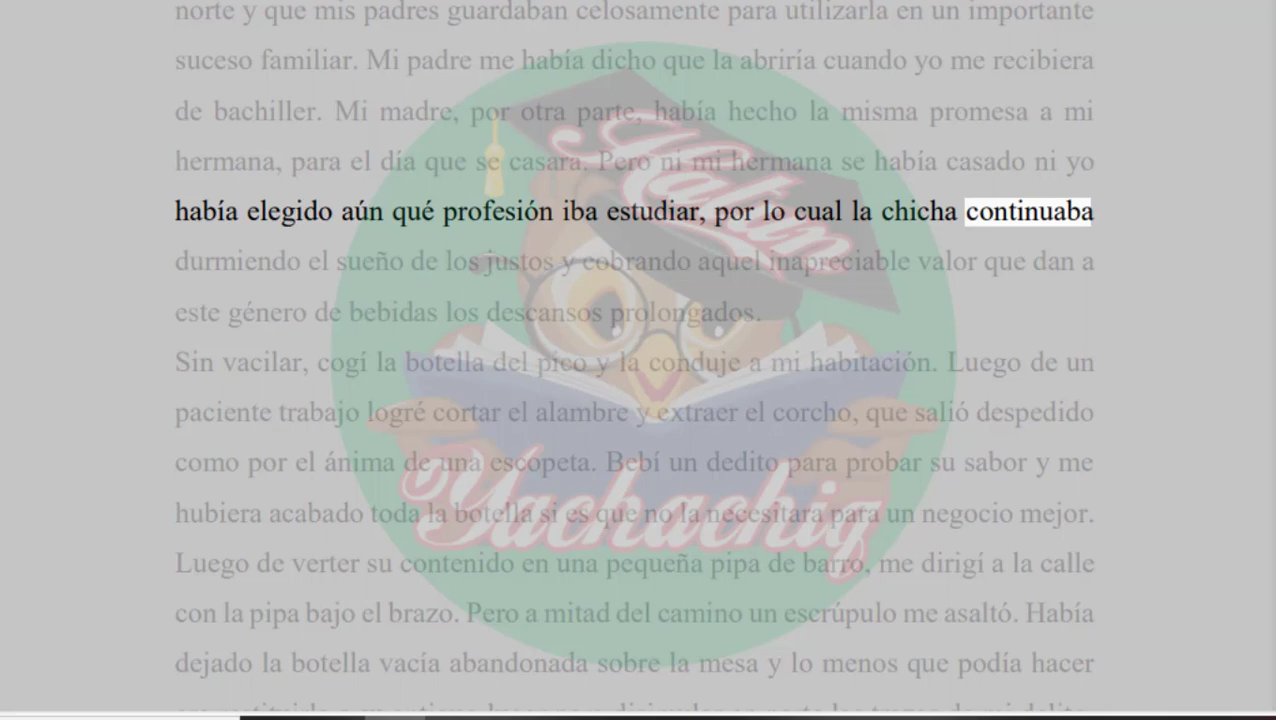 norte y que mis padres guardaban celosamente para utilizarla en un importante
suceso familiar. Mi padre me había dicho que la abriría cuando yo me recibiera
de bachiller. Mi madre, por otra parte, había hecho la misma promesa a mi
hermana, para el día que se casara. Pero ni mi hermana se había casado ni yo
había elegido aún qué profesión iba estudiar, por lo cual la chicha continuaba
durmiendo el sueño de los justos y cobrando aquel inapreciable valor que dan a
este género de bebidas los descansos prolongados.
Sin vacilar, cogí la botella del pico y la conduje a mi habitación. Luego de un
paciente trabajo logré cortar el alambre y extraer el corcho, que salió despedido
como por el ánima de una escopeta. Bebí un dedito para probar su sabor y me
hubiera acabado toda la botella si es que no la necesitara para un negocio mejor.
Luego de verter su contenido en una pequeña pipa de barro, me dirigí a la calle
con la pipa bajo el brazo. Pero a mitad del camino un escrúpulo me asaltó. Había
dejado la botella vacía abandonada sobre la mesa y lo menos que podía hacer
Hatun
Yachachiq